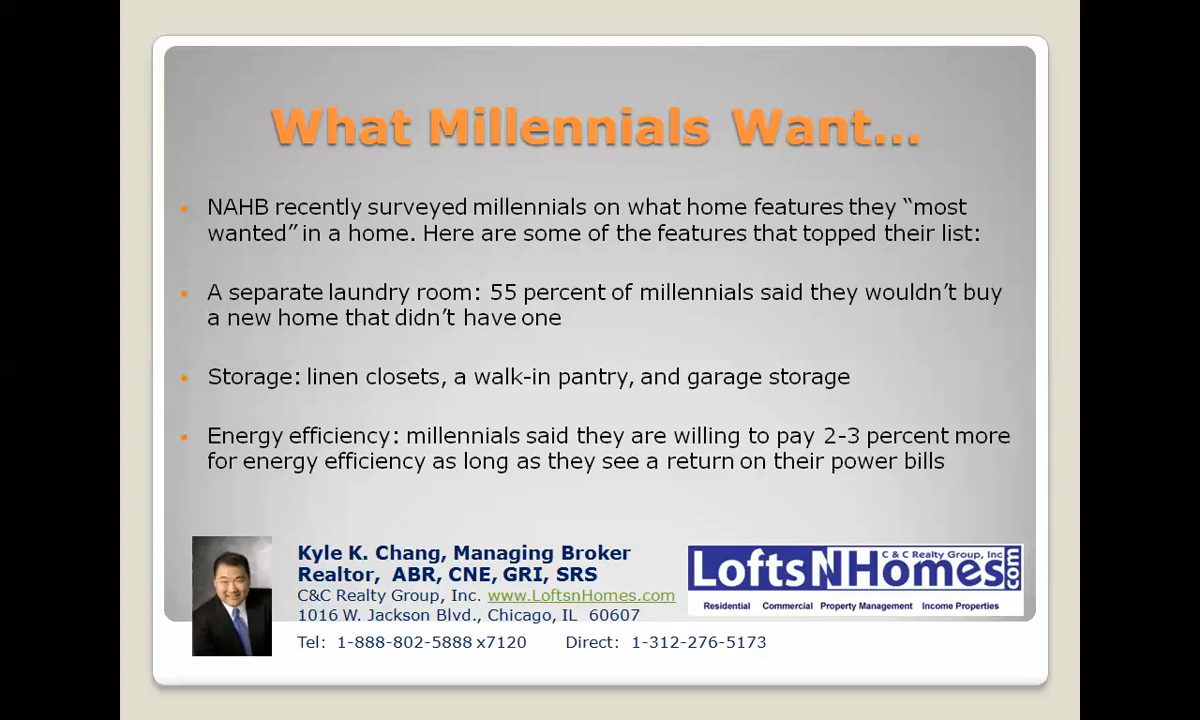 What Millennials Want...
NAHB recently surveyed millennials on what home features they “most
wanted” in a home. Here are some of the features that topped their list:
A separate laundry room: 55 percent of millennials said they wouldn’t buy
a new home that didn’t have one
Storage: linen closets, a walk-in pantry, and garage storage
Energy efficiency: millennials said they are willing to pay 2-3 percent more
for energy efficiency as long as they see a return on their power bills
Kyle K. Chang, Managing Broker
Realtor, ABR, CNE, GRI, SRS
C&C Realty Group, Inc. www.LoftsnHomes.com
1016 W. Jackson Blvd., Chicago, IL 60607
Tel: 1-888-802-5888 x7120 Direct: 1-312-276-5173
C & C Realty Group, Inc
LoftsNHomes.com
Residential Commercial Property Management Income Properties